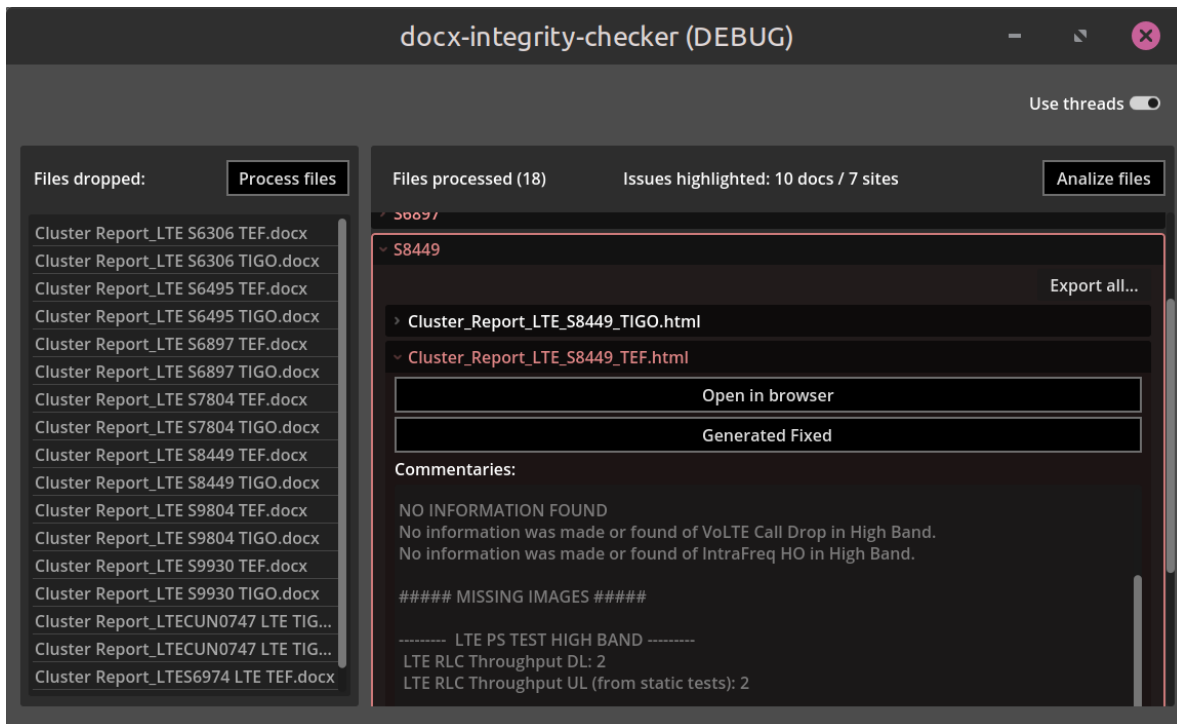 docx-integrity-checker (DEBUG)
Use threads
Files dropped:
Process files
Cluster Report_LTE S6306 TEF.docx
Cluster Report_LTE S6306 TIGO.docx
Cluster Report_LTE S6495 TEF.docx
Cluster Report_LTE S6495 TIGO.docx
Cluster Report_LTE S6897 TEF.docx
Cluster Report_LTE S6897 TIGO.docx
Cluster Report_LTE S7804 TEF.docx
Cluster Report_LTE S7804 TIGO.docx
Cluster Report_LTE S8449 TEF.docx
Cluster Report_LTE S8449 TIGO.docx
Cluster Report_LTE S9804 TEF.docx
Cluster Report_LTE S9804 TIGO.docx
Cluster Report_LTE S9930 TEF.docx
Cluster Report_LTE S9930 TIGO.docx
Cluster Report_LTECUN0747 LTE TIG...
Cluster Report_LTECUN0747 LTE TIG...
Cluster Report_LTES6974 LTE TEF.docx
Files processed (18)
Issues highlighted: 10 docs / 7 sites
Analize files
S6897
S8449
Export all...
Cluster_Report_LTE_S8449_TIGO.html
Cluster_Report_LTE_S8449_TEF.html
Open in browser
Generated Fixed
Commentaries:
NO INFORMATION FOUND
No information was made or found of VoLTE Call Drop in High Band.
No information was made or found of IntraFreq HO in High Band.
##### MISSING IMAGES #####
--------- LTE PS TEST HIGH BAND ---------
LTE RLC Throughput DL: 2
LTE RLC Throughput UL (from static tests): 2